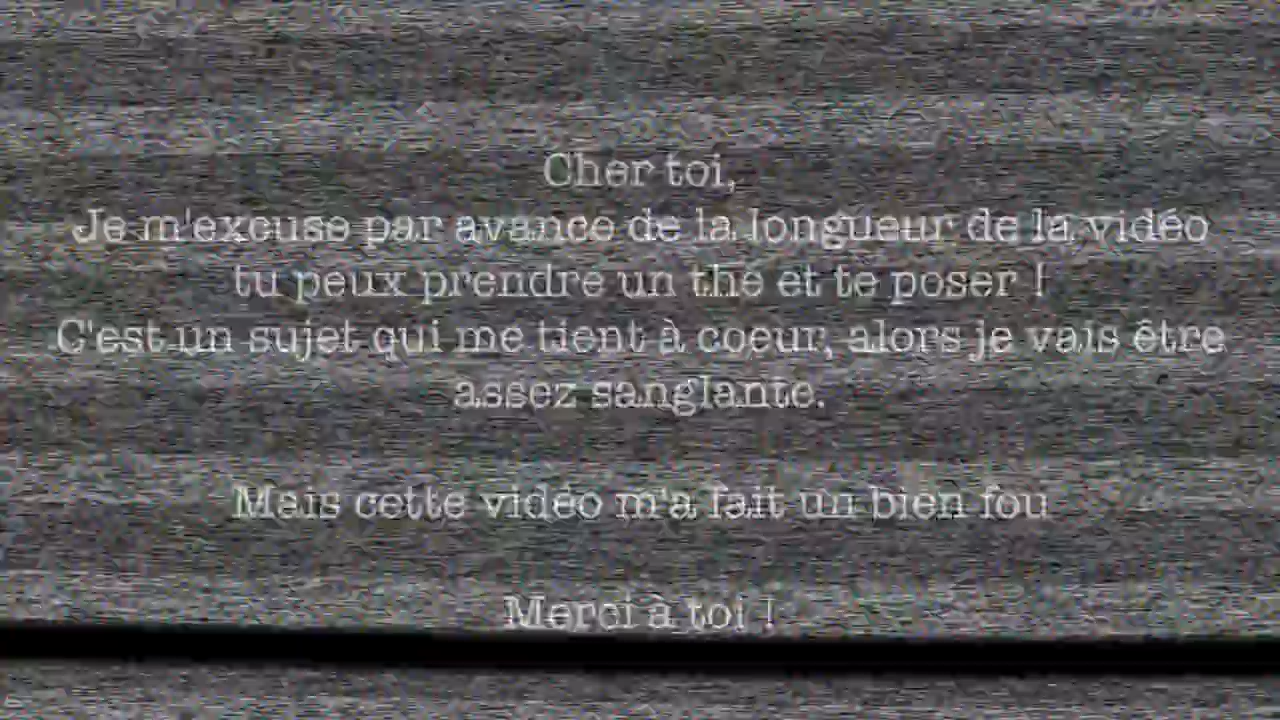 Cher toi,
Je m'excuse par avance de la longueur de la vidéo
tu peux prendre un thé et te poser !
C'est un sujet qui me tient à coeur, alors je vais être
assez sanglante.
Mais cette vidéo m'a fait un bien fou
Merci à toi !